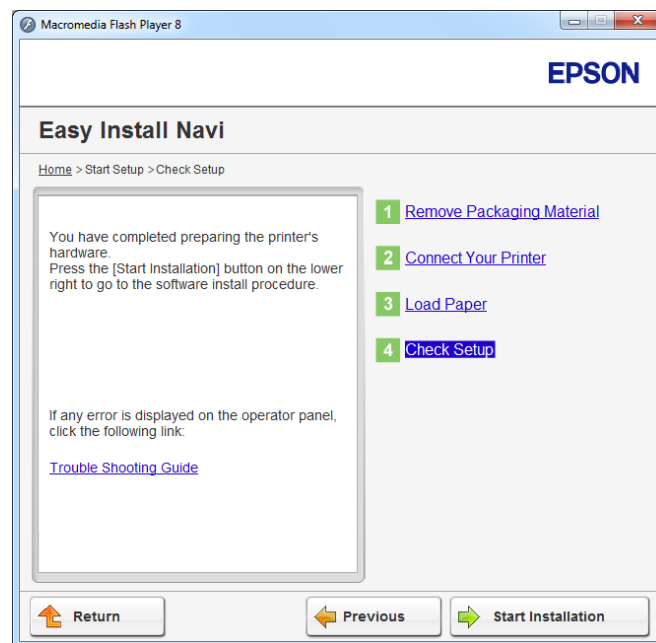 Macromedia Flash Player 8
EPSON
Easy Install Navi
Home > Start Setup >Check Setup
You have completed preparing the printer's
hardware.
Press the [Start Installation] button on the lower
right to go to the software install procedure.
If any error is displayed on the operator panel,
click the following link:
Trouble Shooting Guide
1 Remove Packaging Material
2 Connect Your Printer
3 Load Paper
4 Check Setup
Return
Previous
Start Installation